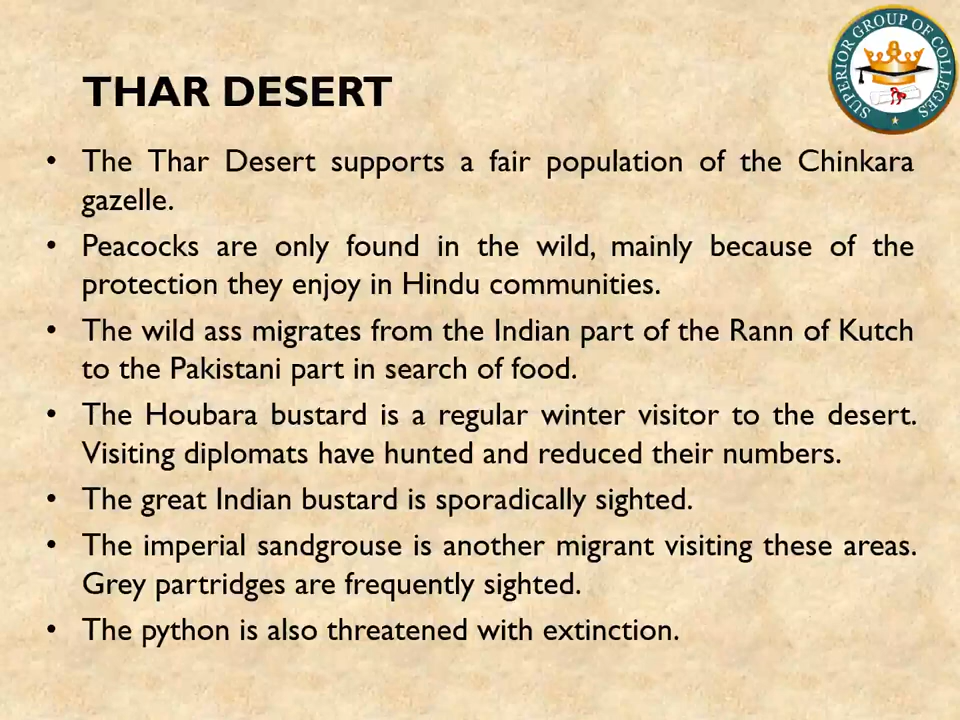 SUPERIOR GROUP OF COLLEGES
THAR DESERT
• The Thar Desert supports a fair population of the Chinkara
gazelle.
• Peacocks are only found in the wild, mainly because of the
protection they enjoy in Hindu communities.
• The wild ass migrates from the Indian part of the Rann of Kutch
to the Pakistani part in search of food.
• The Houbara bustard is a regular winter visitor to the desert.
Visiting diplomats have hunted and reduced their numbers.
• The great Indian bustard is sporadically sighted.
• The imperial sandgrouse is another migrant visiting these areas.
Grey partridges are frequently sighted.
• The python is also threatened with extinction.